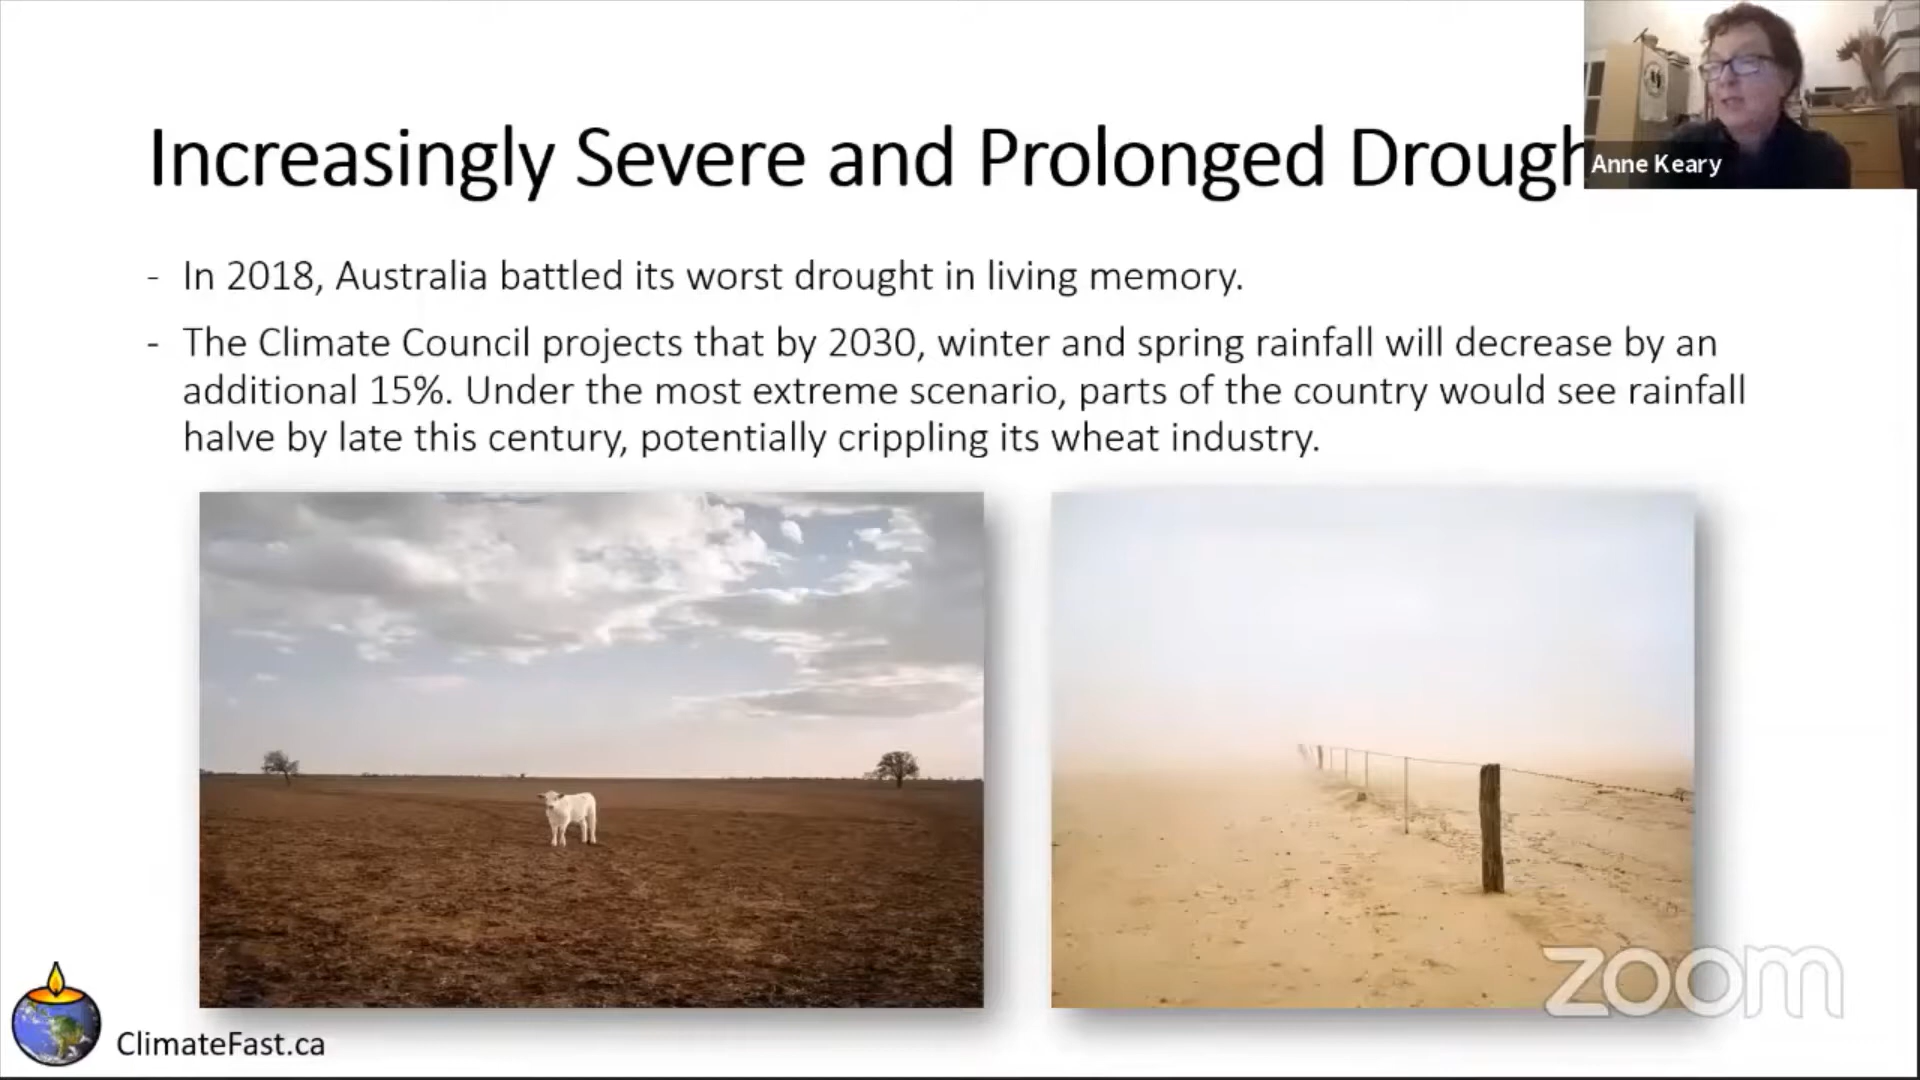 Increasingly Severe and Prolonged Drough
Anne Keary
- In 2018, Australia battled its worst drought in living memory.
- The Climate Council projects that by 2030, winter and spring rainfall will decrease by an
additional 15%. Under the most extreme scenario, parts of the country would see rainfall
halve by late this century, potentially crippling its wheat industry.
zoom
ClimateFast.ca